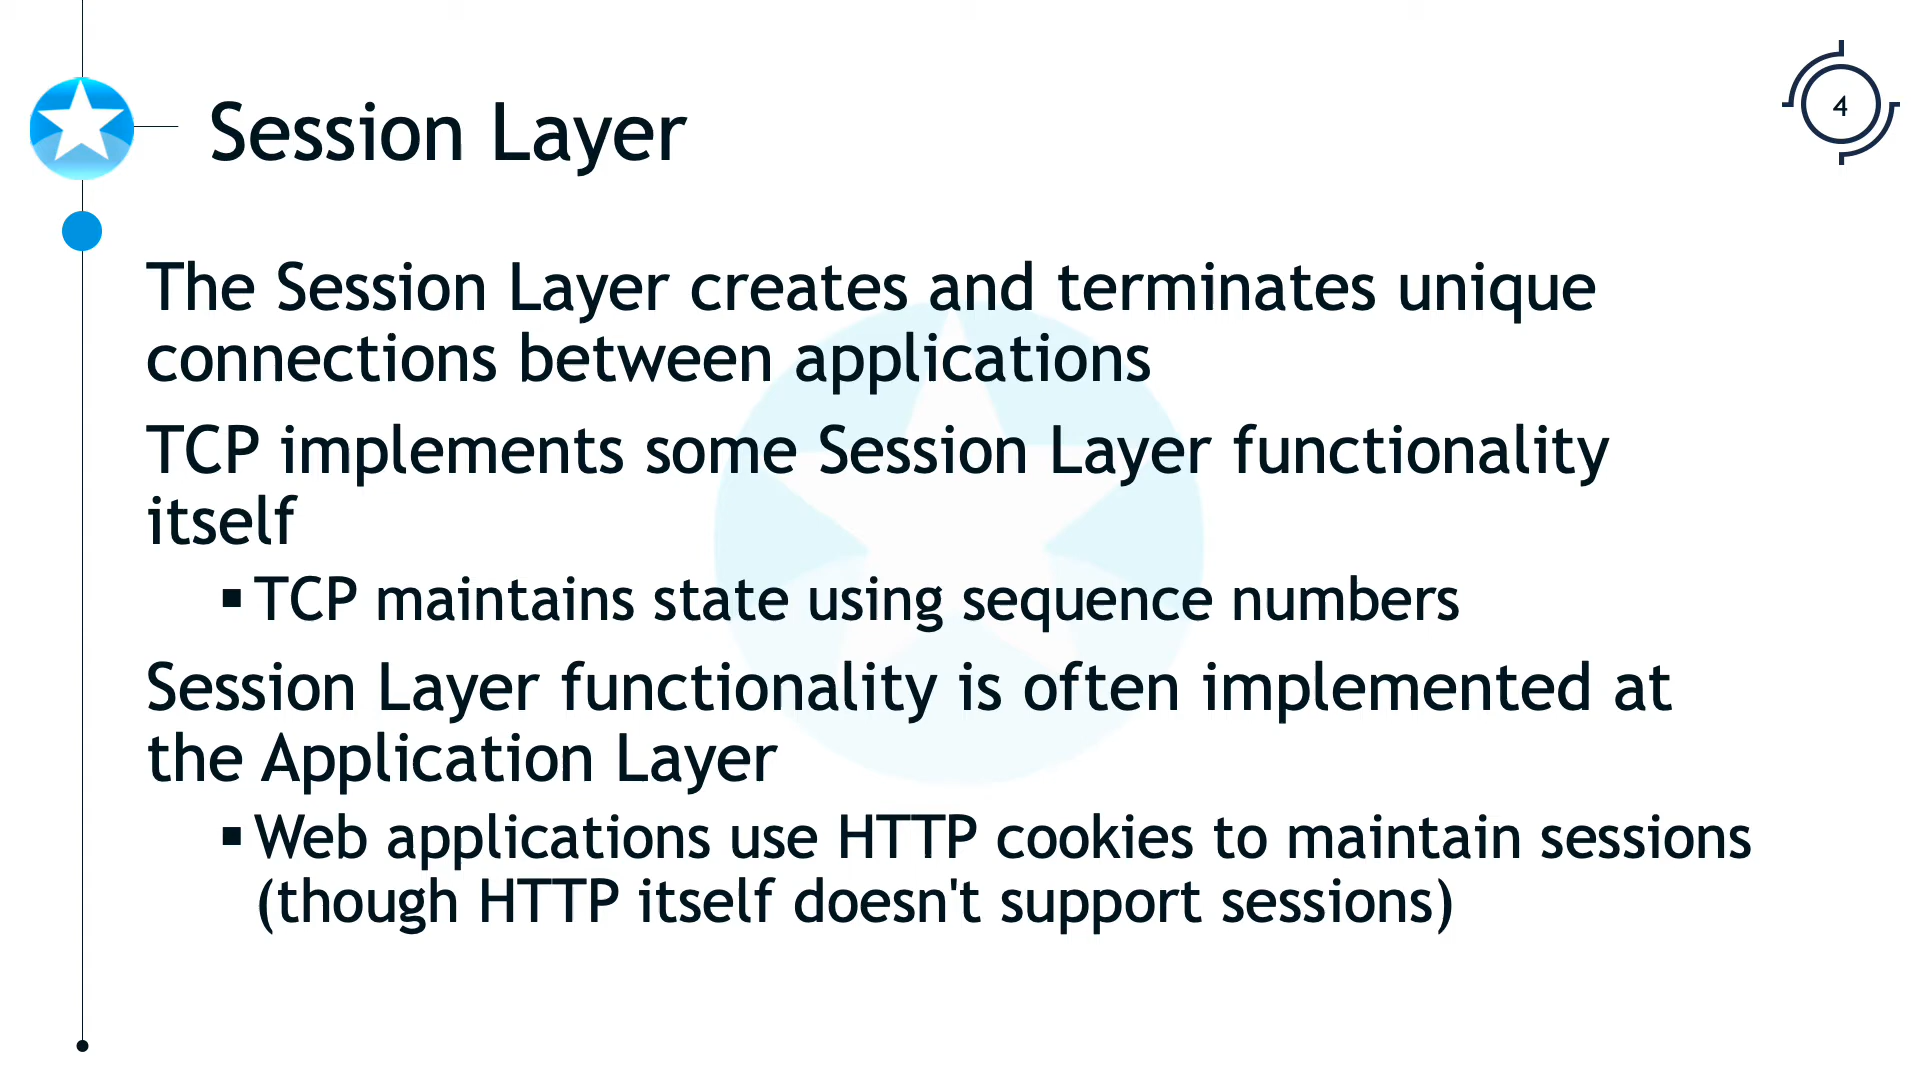 Session Layer
4
The Session Layer creates and terminates unique
connections between applications
TCP implements some Session Layer functionality
itself
▪ TCP maintains state using sequence numbers
Session Layer functionality is often implemented at
the Application Layer
▪ Web applications use HTTP cookies to maintain sessions
(though HTTP itself doesn't support sessions)